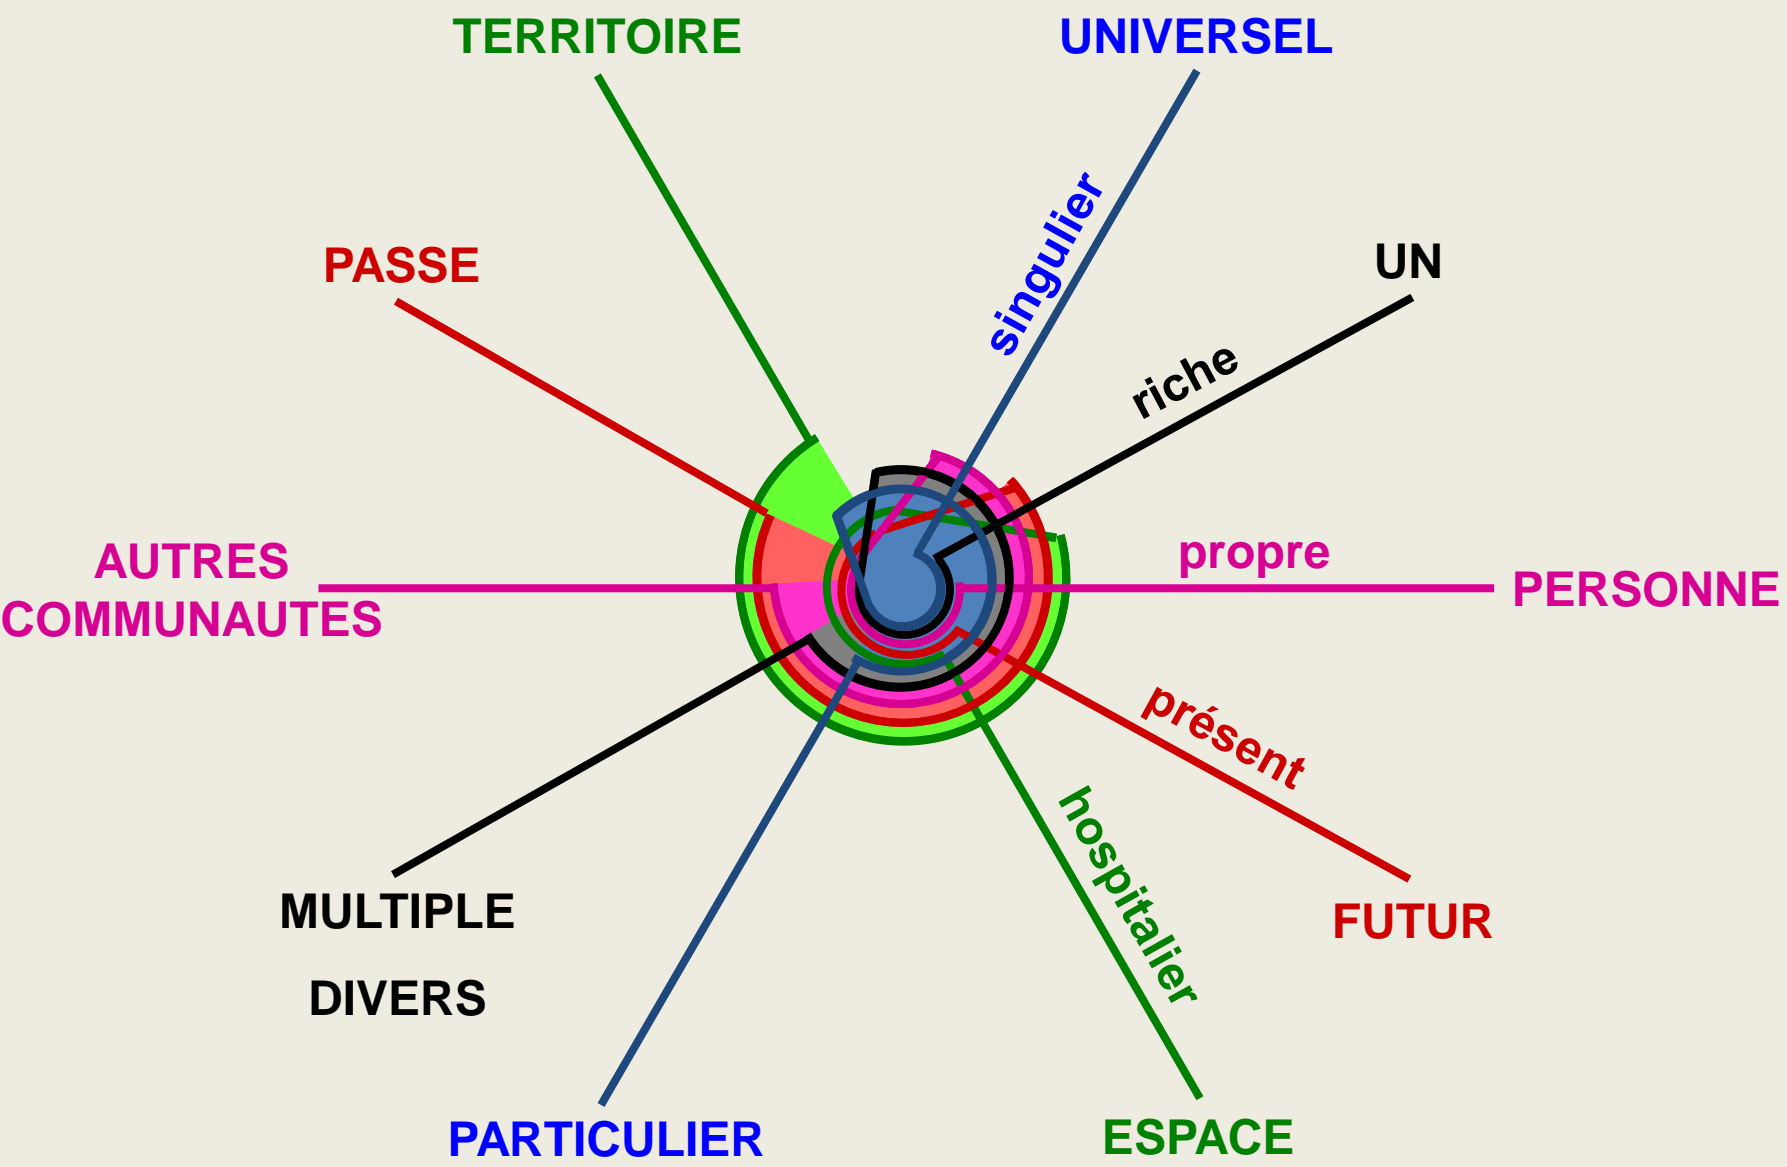 TERRITOIRE
UNIVERSEL
singulier
PASSE
UN
riche
AUTRES
COMMUNAUTES
propre
PERSONNE
présent
hospitalier
MULTIPLE
DIVERS
FUTUR
PARTICULIER
ESPACE